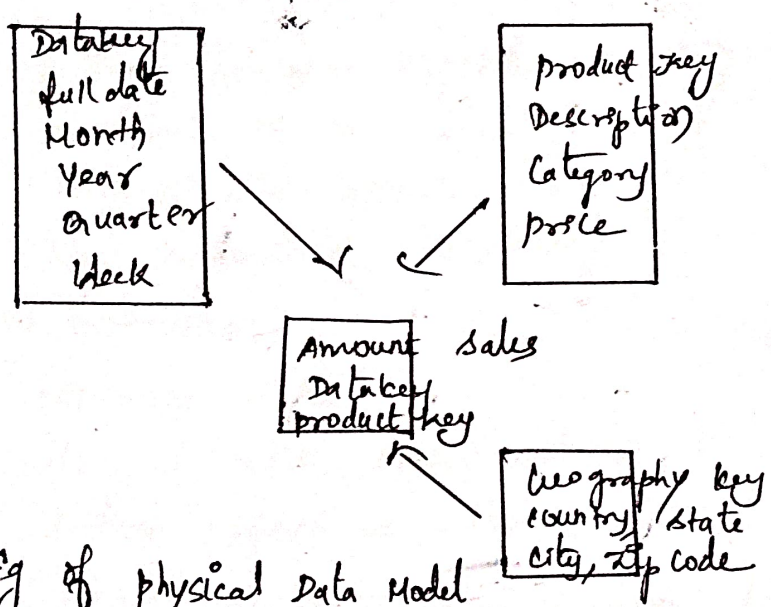 Datakey
full date
Month
Year
Quarter
Week
product key
Description
Category
price
Amount sales
Datakey
product key
Geography key
country, state
city, zip code
of physical Data Model